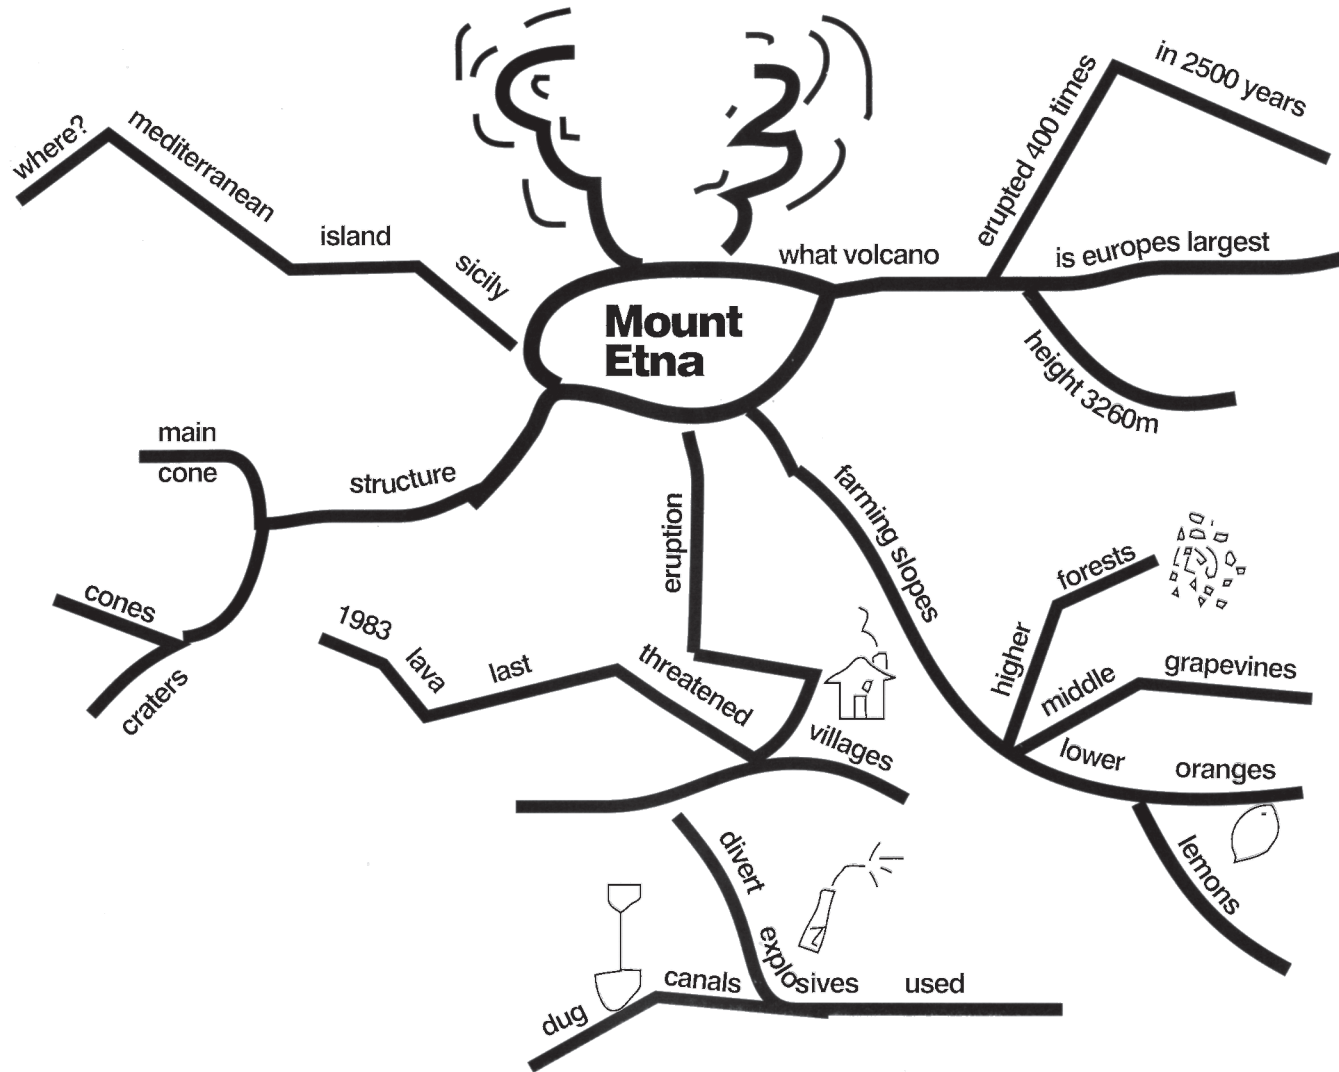 Mount
Etna
where?
mediterranean
island
sicily
what volcano
erupted 400 times
in 2500 years
is europes largest
height 3260m
structure
main
cone
cones
craters
eruption
threatened
villages
last
lava
1983
divert
explosives used
canals
dug
farming slopes
higher
forests
middle
grapevines
lower
oranges
lemons